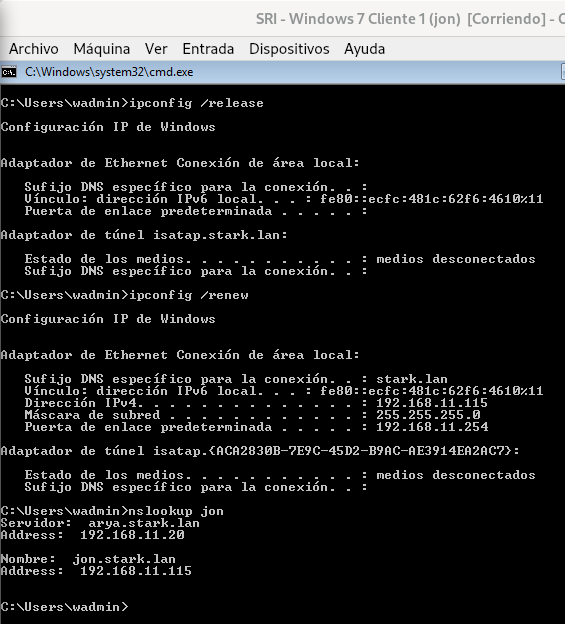 SRI - Windows 7 Cliente 1 (jon) [Corriendo] -
Archivo Máquina Ver Entrada Dispositivos Ayuda
C:\Windows\system32\cmd.exe
C:\Users\wadmin>ipconfig /release
Configuración IP de Windows
Adaptador de Ethernet Conexión de área local:
Sufijo DNS específico para la conexión. . :
Vínculo: dirección IPv6 local. . . : fe80::ecfc:481c:62f6:4610%11
Puerta de enlace predeterminada . . . . . :
Adaptador de túnel isatap.stark.lan:
Estado de los medios. . . . . . . . . . . : medios desconectados
Sufijo DNS específico para la conexión. . :
C:\Users\wadmin>ipconfig /renew
Configuración IP de Windows
Adaptador de Ethernet Conexión de área local:
Sufijo DNS específico para la conexión. . : stark.lan
Vínculo: dirección IPv6 local. . . : fe80::ecfc:481c:62f6:4610%11
Dirección IPv4. . . . . . . . . . . . . . : 192.168.11.115
Máscara de subred . . . . . . . . . . . . : 255.255.255.0
Puerta de enlace predeterminada . . . . . : 192.168.11.254
Adaptador de túnel isatap.{ACA2830B-7E9C-45D2-B9AC-AE3914EA2AC7}:
Estado de los medios. . . . . . . . . . . : medios desconectados
Sufijo DNS específico para la conexión. . :
C:\Users\wadmin>nslookup jon
Servidor: arya.stark.lan
Address: 192.168.11.20
Nombre: jon.stark.lan
Address: 192.168.11.115
C:\Users\wadmin>